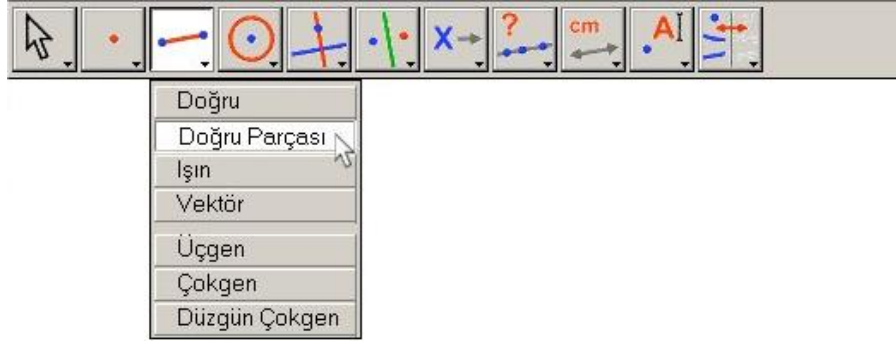 X ? cm A
Doğru
Doğru Parçası
Işın
Vektör
Üçgen
Çokgen
Düzgün Çokgen